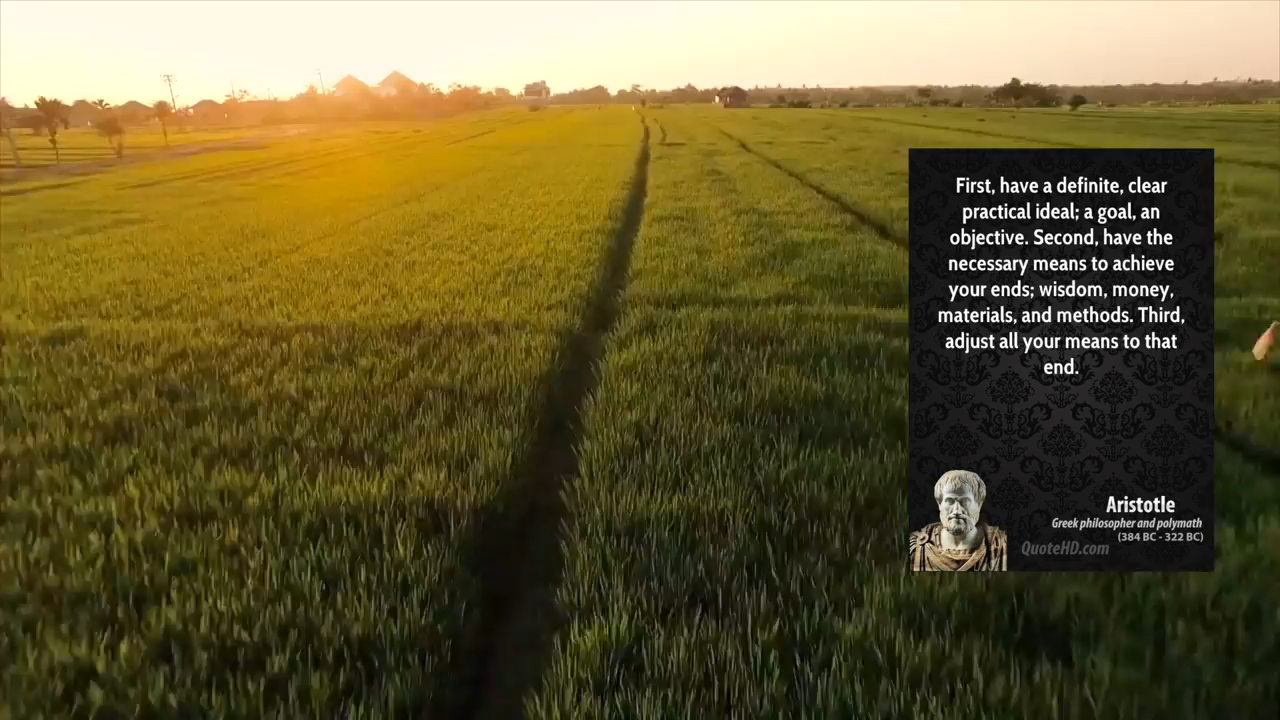 First, have a definite, clear
practical ideal; a goal, an
objective. Second, have the
necessary means to achieve
your ends; wisdom, money,
materials, and methods. Third,
adjust all your means to that
end.
Aristotle
Greek philosopher and polymath
(384 BC - 322 BC)
QuoteHD.com